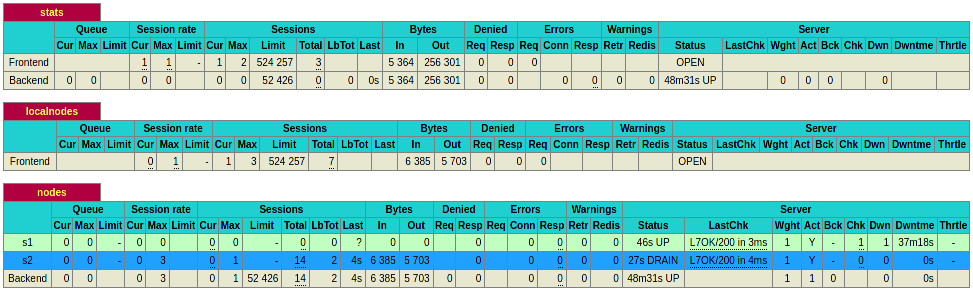 stats
Queue Session rate Sessions Bytes Denied Errors Warnings Server
Cur Max Limit Cur Max Limit Cur Max Limit Total LbTot Last In Out Req Resp Req Conn Resp Retr Redis Status LastChk Wght Act Bck Chk Dwn Dwntme Thrtle
Frontend 1 1 - 1 2 524 257 3 5 364 256 301 0 0 0 OPEN
Backend 0 0 0 0 0 0 52 426 0 0 0s 5 364 256 301 0 0 0 0 0 0 48m31s UP 0 0 0 0
localnodes
Queue Session rate Sessions Bytes Denied Errors Warnings Server
Cur Max Limit Cur Max Limit Cur Max Limit Total LbTot Last In Out Req Resp Req Conn Resp Retr Redis Status LastChk Wght Act Bck Chk Dwn Dwntme Thrtle
Frontend 0 1 - 1 3 524 257 7 6 385 5 703 0 0 0 OPEN
nodes
Queue Session rate Sessions Bytes Denied Errors Warnings Server
Cur Max Limit Cur Max Limit Cur Max Limit Total LbTot Last In Out Req Resp Req Conn Resp Retr Redis Status LastChk Wght Act Bck Chk Dwn Dwntme Thrtle
s1 0 0 - 0 0 0 0 - 0 0 ? 0 0 0 0 0 0 0 46s UP L7OK/200 in 3ms 1 Y - 1 1 37m18s -
s2 0 0 - 0 3 0 1 - 14 2 4s 6 385 5 703 0 0 0 0 0 27s DRAIN L7OK/200 in 4ms 1 Y - 0 0 0s -
Backend 0 0 0 3 0 1 52 426 14 2 4s 6 385 5 703 0 0 0 0 0 0 48m31s UP 1 1 0 0 0s